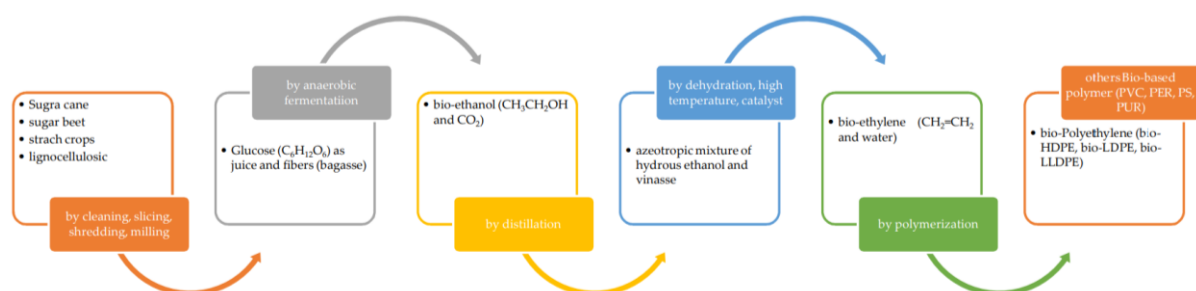 • Sugra cane
• sugar beet
• strach crops
• lignocellulosic
by cleaning, slicing,
shredding, milling
by anaerobic
fermentatiion
• Glucose (C₆H₁₂O₆) as
juice and fibers (bagasse)
• bio-ethanol (CH₃CH₂OH
and CO₂)
by distillation
by dehydration, high
temperature, catalyst
• azeotropic mixture of
hydrous ethanol and
vinasse
• bio-ethylene (CH₂=CH₂
and water)
by polymerization
others Bio-based
polymer (PVC, PER, PS,
PUR)
• bio-Polyethylene (bio-
HDPE, bio-LDPE, bio-
LLDPE)